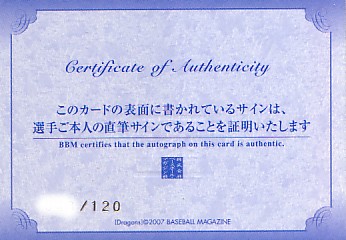 Certificate of Authenticity
このカードの表面に書かれているサインは、
選手ご本人の直筆サインであることを証明いたします
BBM certifies that the autograph on this card is authentic.
/120
(Dragons)©2007 BASEBALL MAGAZINE